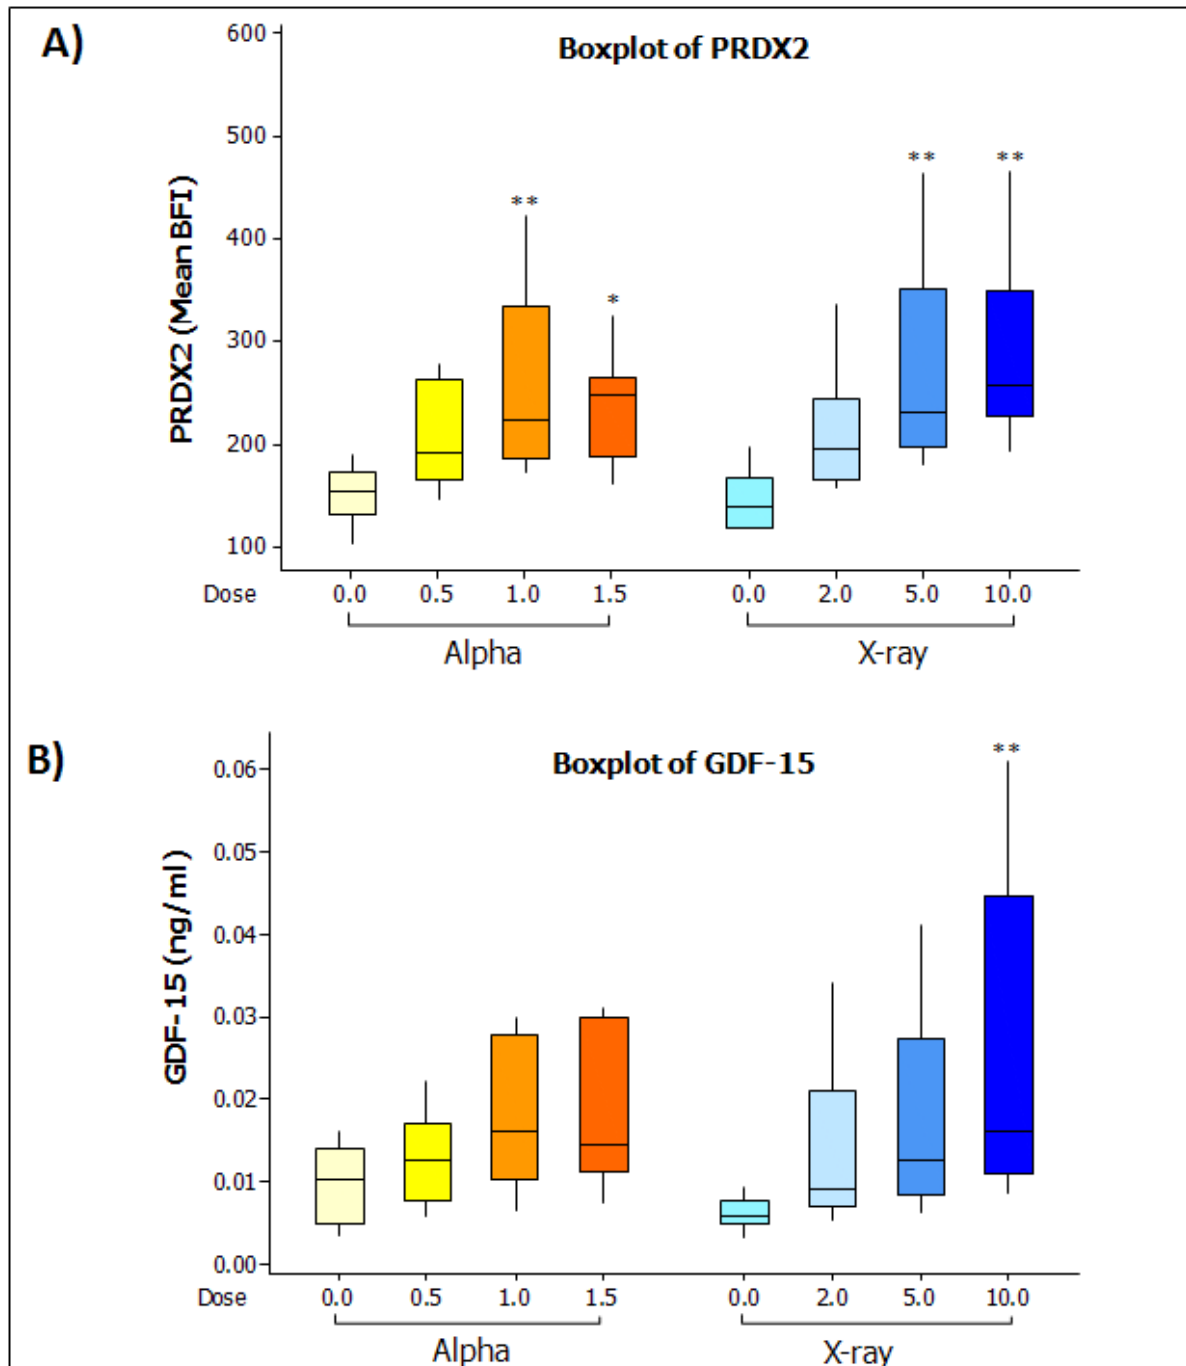 A)
Boxplot of PRDX2
600
500
400
300
200
100
PRDX2 (Mean BFI)
**
*
**
**
Dose 0.0 0.5 1.0 1.5 0.0 2.0 5.0 10.0
Alpha X-ray
B)
Boxplot of GDF-15
**
0.06
0.05
0.04
0.03
0.02
0.01
0.00
GDF-15 (ng/ml)
Dose 0.0 0.5 1.0 1.5 0.0 2.0 5.0 10.0
Alpha X-ray